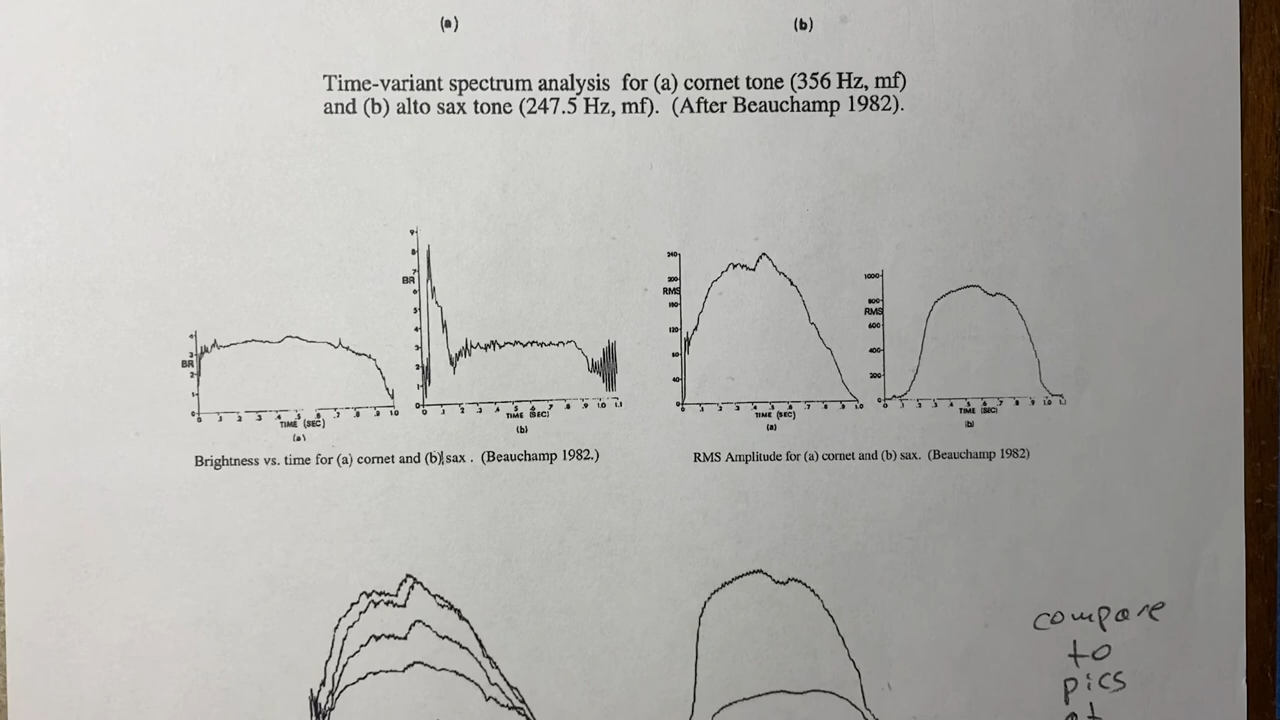 (a) (b)
Time-variant spectrum analysis for (a) cornet tone (356 Hz, mf)
and (b) alto sax tone (247.5 Hz, mf). (After Beauchamp 1982).
BR
TIME (SEC)
(a)
BR
TIME (SEC)
(b)
Brightness vs. time for (a) cornet and (b) sax . (Beauchamp 1982.)
RMS
TIME (SEC)
(a)
RMS
TIME (SEC)
(b)
RMS Amplitude for (a) cornet and (b) sax. (Beauchamp 1982)
compare
to
pics